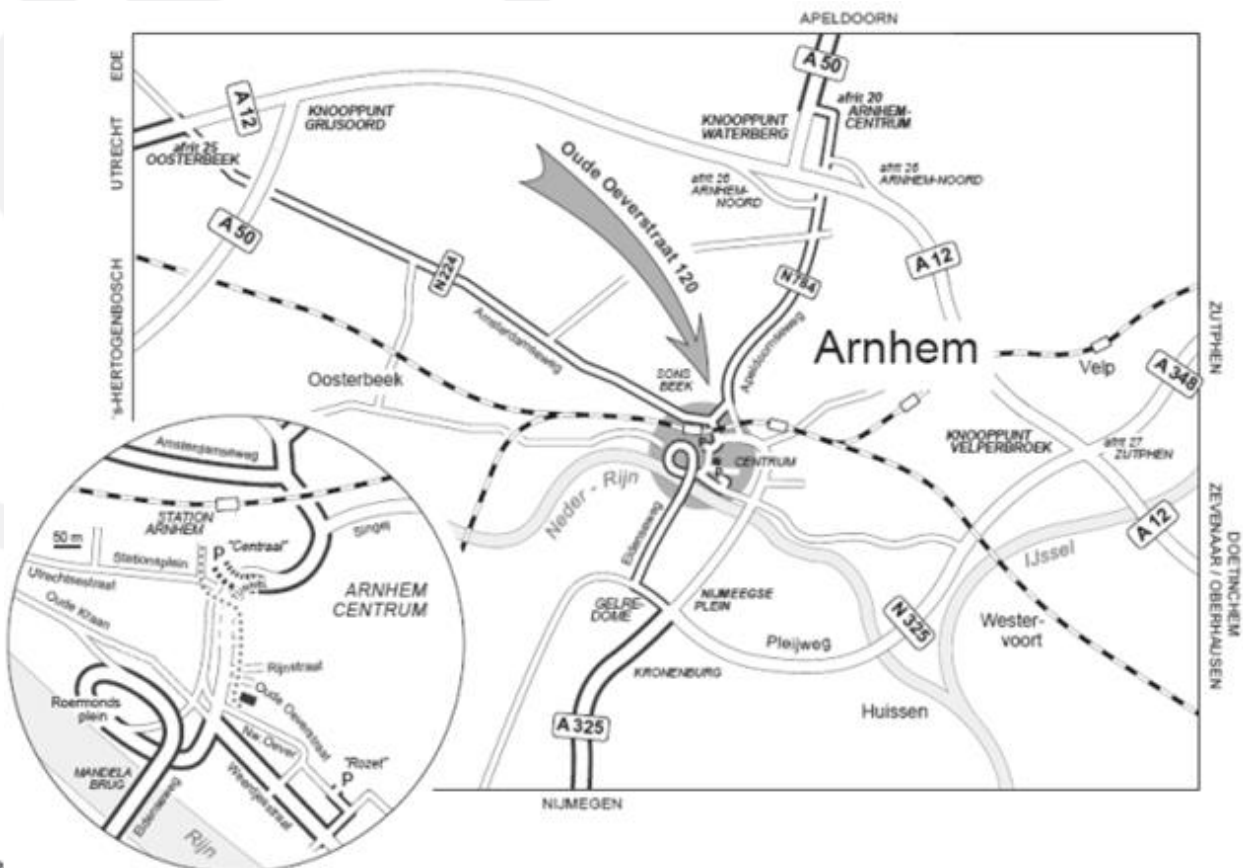 APELDOORN
EDE
UTRECHT
's-HERTOGENBOSCH
A 12
KNOOPPUNT
GRIJSOORD
afrit 25
OOSTERBEEK
A 50
A 50
afrit 20
ARNHEM-
CENTRUM
KNOOPPUNT
WATERBERG
afrit 26
ARNHEM-
NOORD
afrit 26
ARNHEM-NOORD
Oude Oeverstraat 120
A 12
N224
N784
Amsterdamseweg
Apeldoornseweg
Arnhem
SONS
BEEK
Oosterbeek
Velp
ZUTPHEN
A 348
KNOOPPUNT
VELPERBROEK
afrit 27
ZUTPHEN
CENTRUM
P
P
Neder - Rijn
Eldenseweg
A 12
IJssel
DOETINCHEM
ZEVENAAR / OBERHAUSEN
GELRE-
DOME
NIJMEEGSE
PLEIN
Pleijweg
N 325
Wester-
voort
KRONENBURG
Huissen
A 325
NIJMEGEN
Amsterdamseweg
STATION
ARNHEM
50 m
Stationsplein
P
"Centraal"
Singel
Utrechtsestraat
ARNHEM
CENTRUM
Oude Kraan
Rijnstraat
Oude Oeverstraat
Roermonds
plein
Nw. Oever
"Rozet"
P
MANDELA
BRUG
Eldenseweg
Weerdjesstraat
Rijn